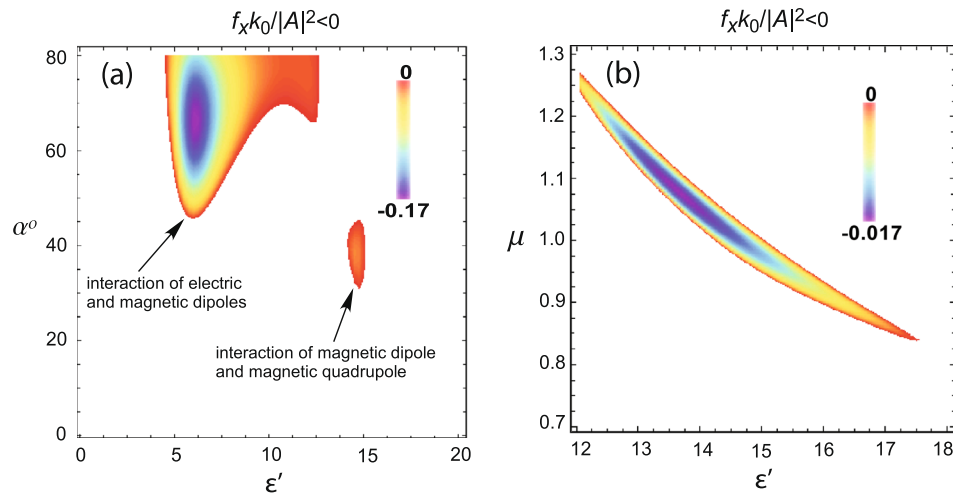 f_x k_0/|A|^2<0
(a)
80
60
40
20
0
α^o
0
-0.17
interaction of electric
and magnetic dipoles
interaction of magnetic dipole
and magnetic quadrupole
0 5 10 15 20
ε'
f_x k_0/|A|^2<0
(b)
1.3
1.2
1.1
1.0
0.9
0.8
0.7
μ
0
-0.017
12 13 14 15 16 17 18
ε'